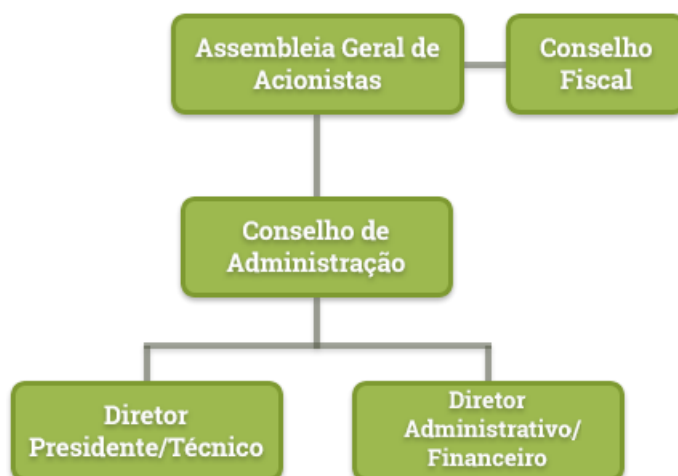 Assembleia Geral de
Acionistas
Conselho
Fiscal
Conselho de
Administração
Diretor
Presidente/Técnico
Diretor
Administrativo/
Financeiro